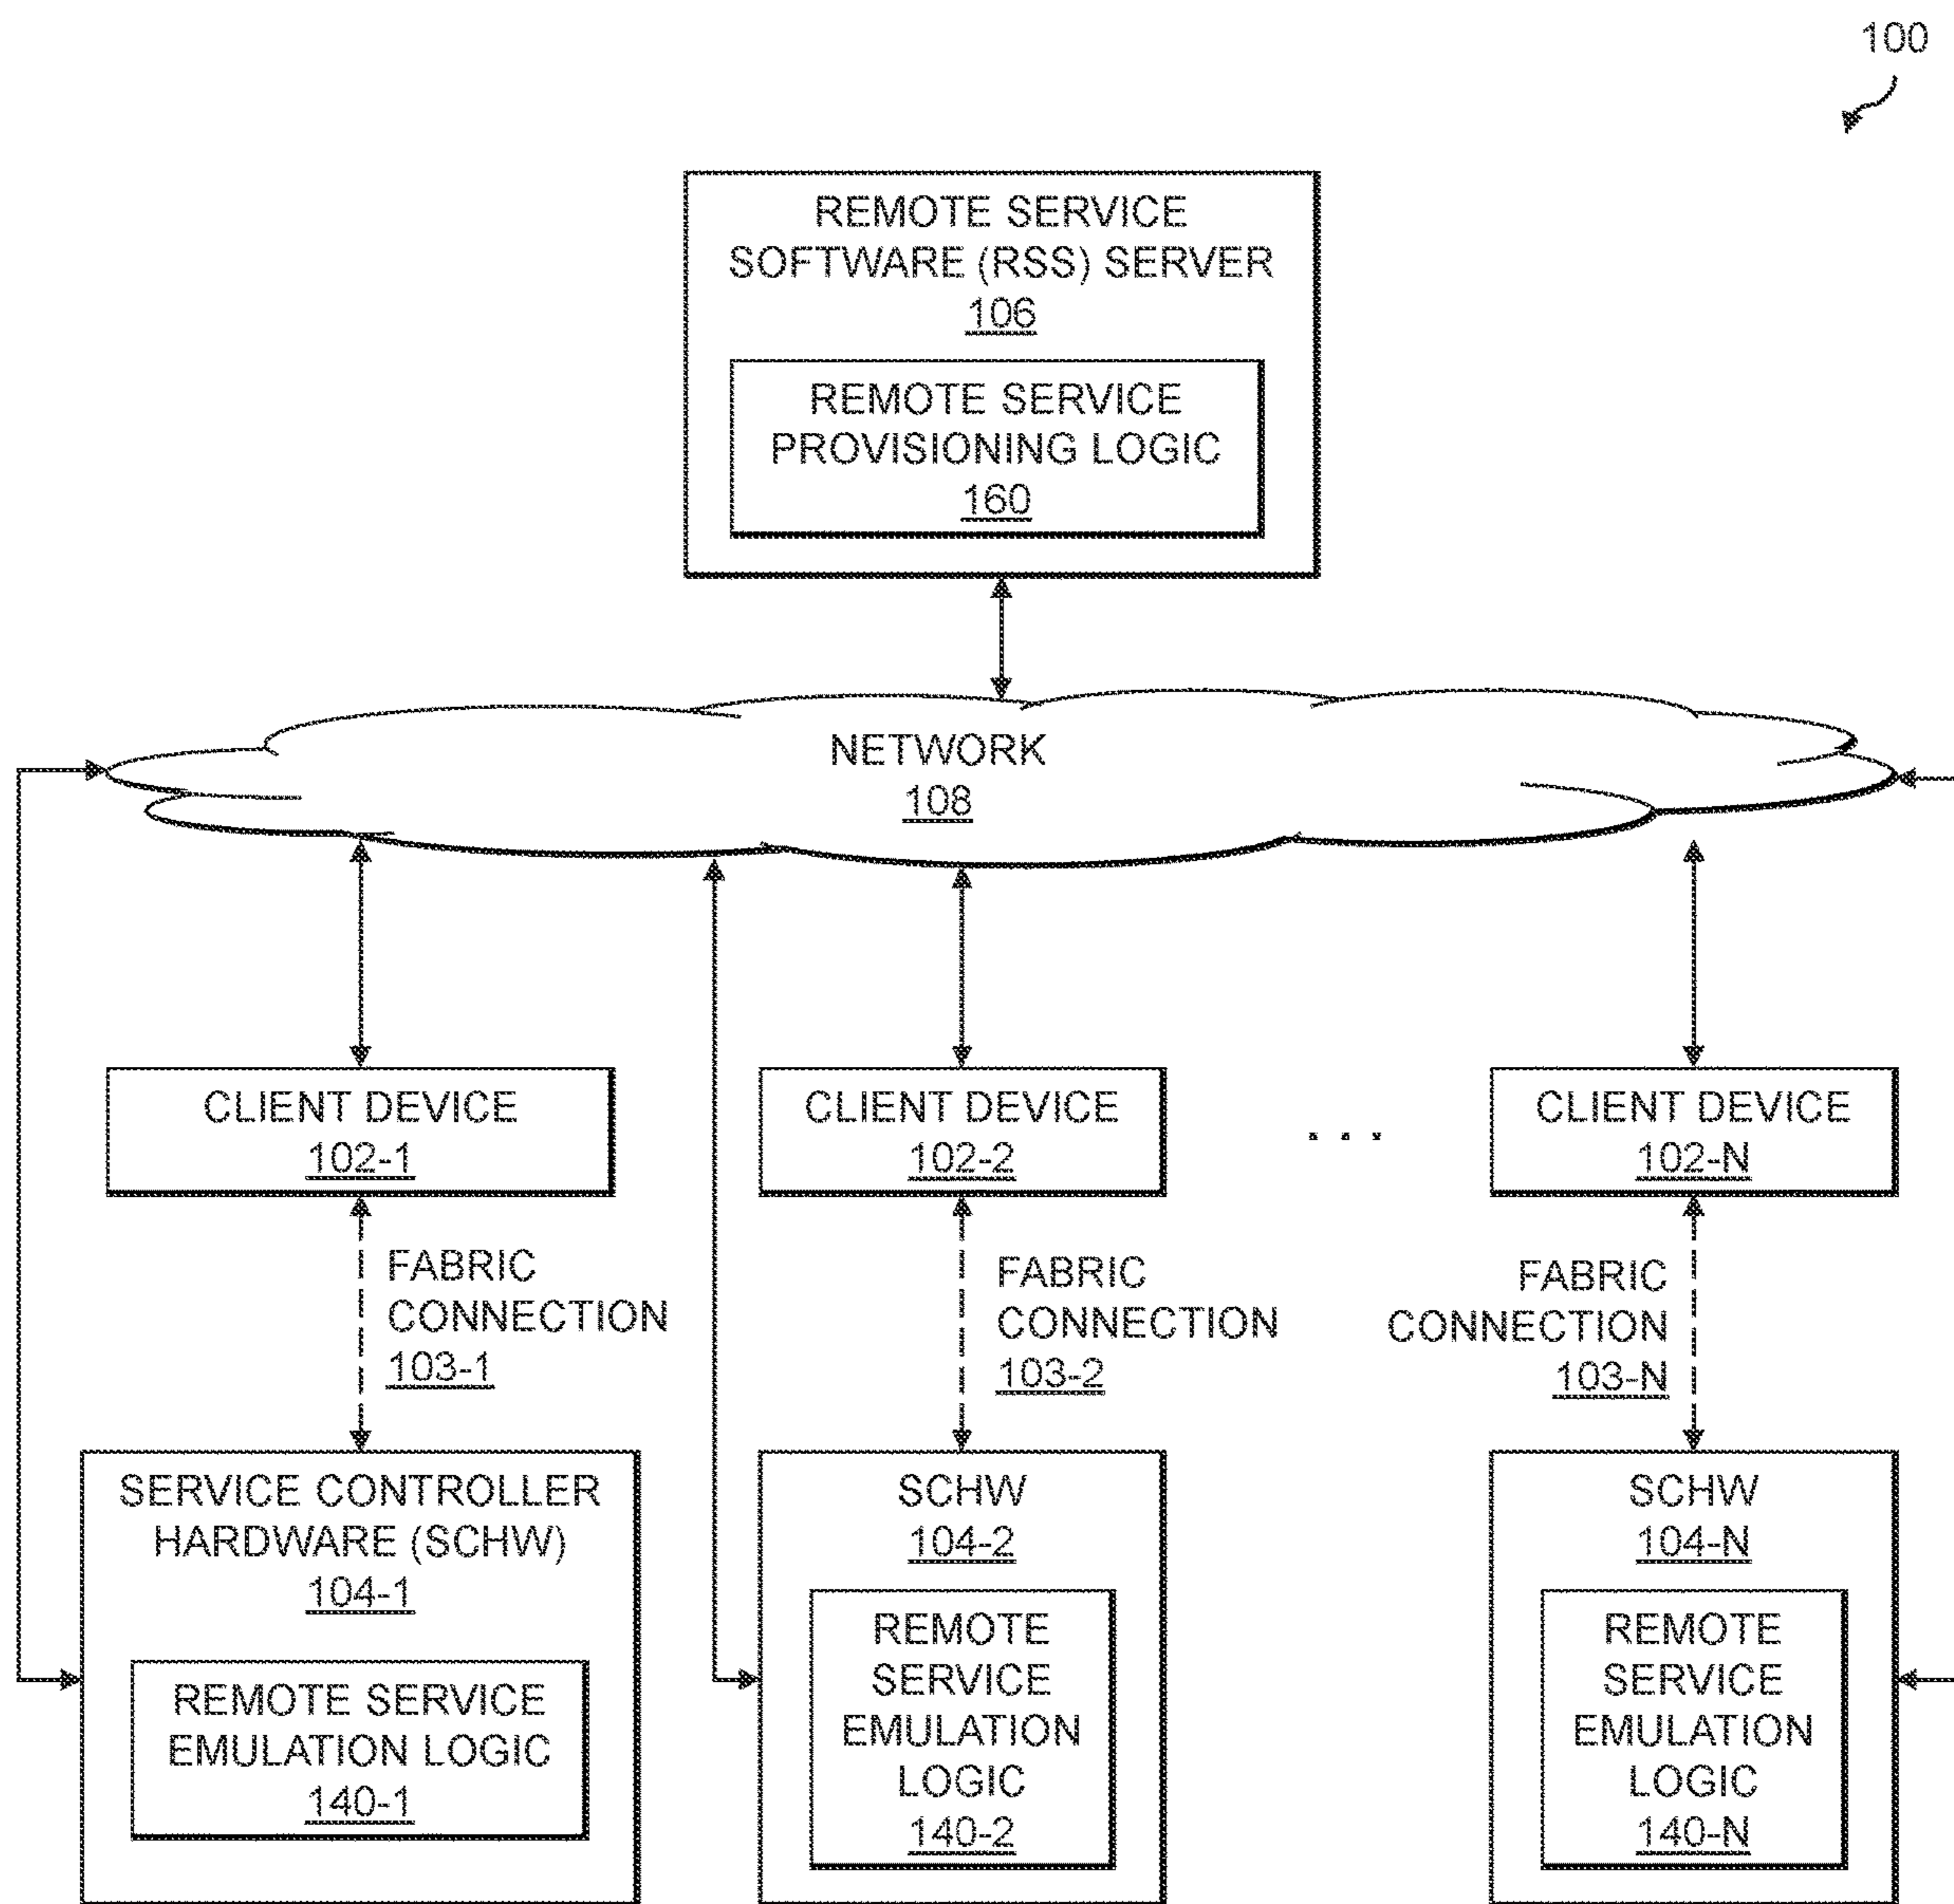 100
REMOTE SERVICE
SOFTWARE (RSS) SERVER
106
REMOTE SERVICE
PROVISIONING LOGIC
160
NETWORK
108
CLIENT DEVICE
102-1
CLIENT DEVICE
102-2
. . .
CLIENT DEVICE
102-N
FABRIC
CONNECTION
103-1
FABRIC
CONNECTION
103-2
FABRIC
CONNECTION
103-N
SERVICE CONTROLLER
HARDWARE (SCHW)
104-1
REMOTE SERVICE
EMULATION LOGIC
140-1
SCHW
104-2
REMOTE
SERVICE
EMULATION
LOGIC
140-2
SCHW
104-N
REMOTE
SERVICE
EMULATION
LOGIC
140-N